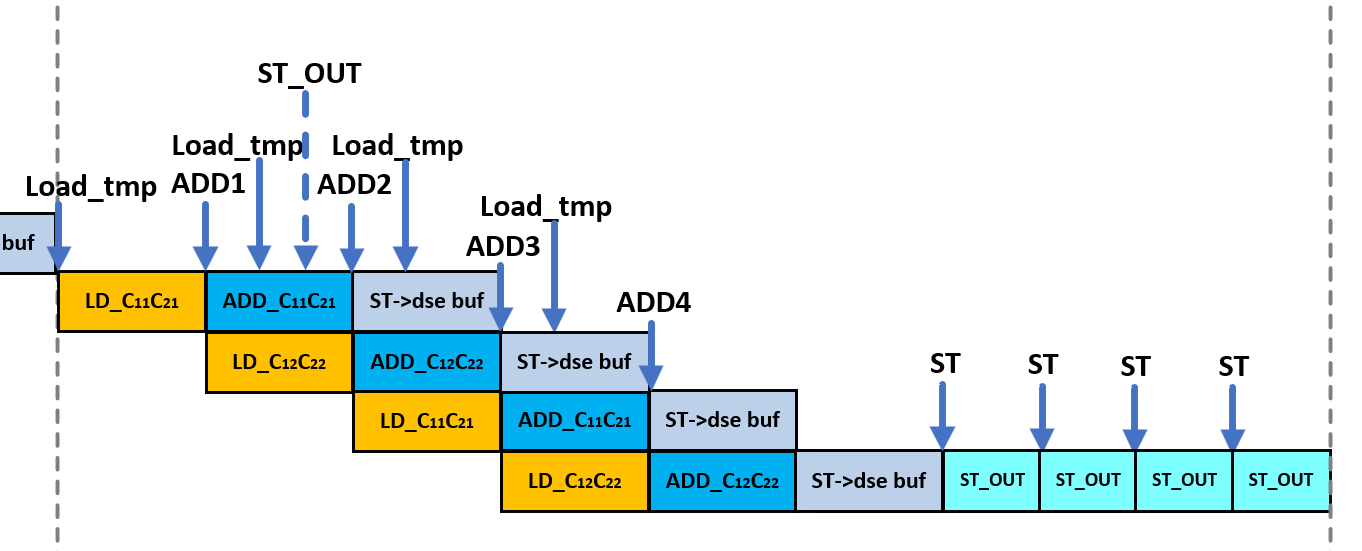 ST_OUT
Load_tmp Load_tmp
Load_tmp ADD1 ADD2
Load_tmp
buf ADD3
LD_C₁₁C₂₁ ADD_C₁₁C₂₁ ST->dse buf ADD4
LD_C₁₂C₂₂ ADD_C₁₂C₂₂ ST->dse buf ST ST ST ST
LD_C₁₁C₂₁ ADD_C₁₁C₂₁ ST->dse buf
LD_C₁₂C₂₂ ADD_C₁₂C₂₂ ST->dse buf ST_OUT ST_OUT ST_OUT ST_OUT